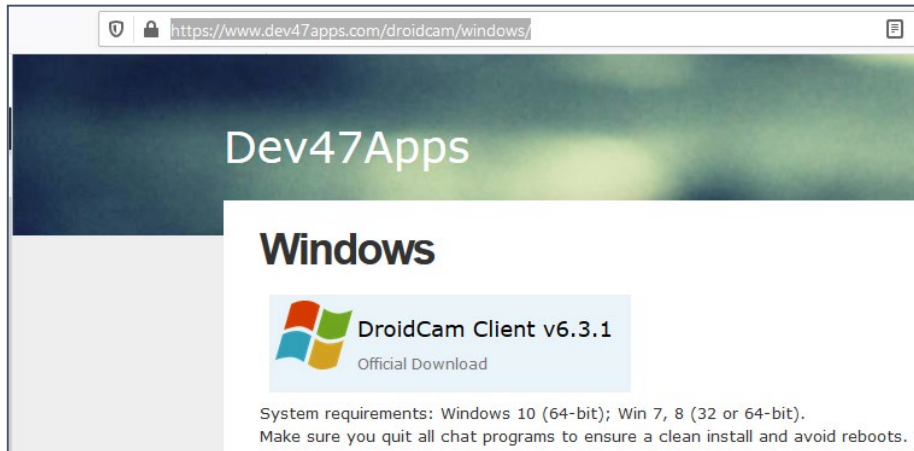 https://www.dev47apps.com/droidcam/windows/
Dev47Apps
Windows
DroidCam Client v6.3.1
Official Download
System requirements: Windows 10 (64-bit); Win 7, 8 (32 or 64-bit).
Make sure you quit all chat programs to ensure a clean install and avoid reboots.